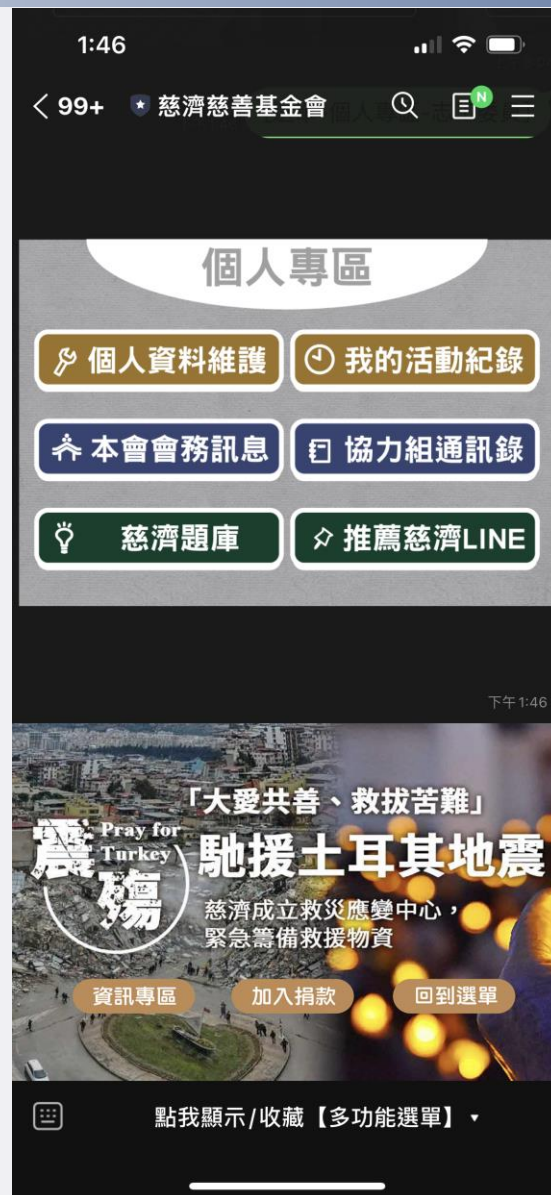 1:46
99+ 慈濟慈善基金會
N
個人專區
個人資料維護 我的活動紀錄
本會會務訊息 協力組通訊錄
慈濟題庫 推薦慈濟LINE
下午1:46
「大愛共善、救拔苦難」
震殤
Pray for
Turkey
馳援土耳其地震
慈濟成立救災應變中心，
緊急籌備救援物資
資訊專區 加入捐款 回到選單
點我顯示/收藏【多功能選單】